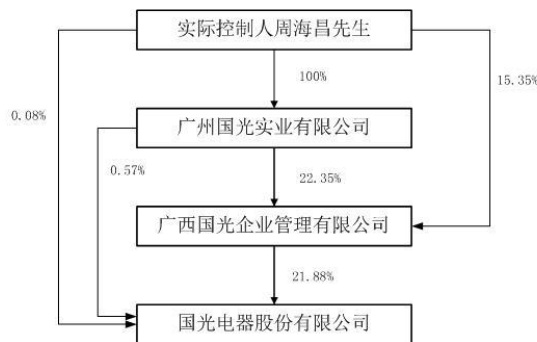 实际控制人周海昌先生
100%
15.35%
0.08%
广州国光实业有限公司
0.57%
22.35%
广西国光企业管理有限公司
21.88%
国光电器股份有限公司